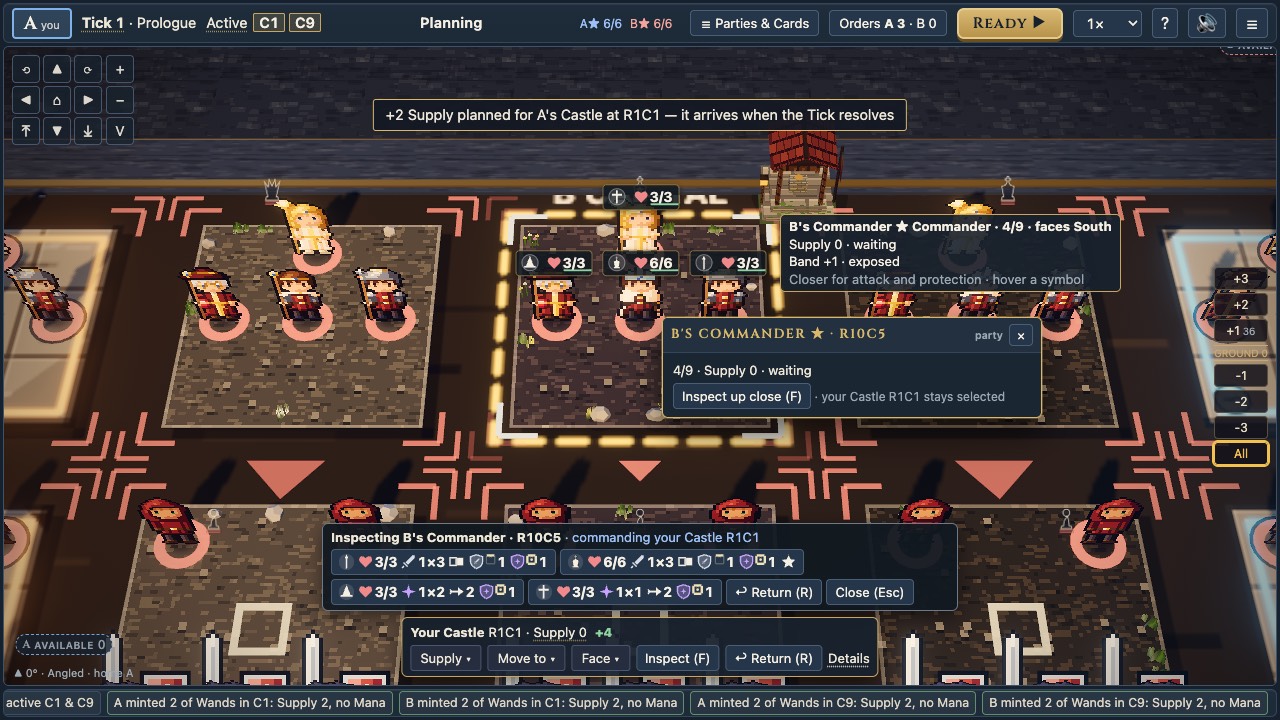 A you
Tick 1 · Prologue Active C1 C9
Planning
A★ 6/6 B★ 6/6
≡ Parties & Cards
Orders A 3 · B 0
READY ▶
1×
?
V
+2 Supply planned for A's Castle at R1C1 — it arrives when the Tick resolves
3/3
3/3
6/6
3/3
B's Commander ★ Commander · 4/9 · faces South
Supply 0 · waiting
Band +1 · exposed
Closer for attack and protection · hover a symbol
B'S COMMANDER ★ · R10C5
party ×
4/9 · Supply 0 · waiting
Inspect up close (F) · your Castle R1C1 stays selected
+3
+2
+1 36
GROUND 0
-1
-2
-3
All
Inspecting B's Commander · R10C5 · commanding your Castle R1C1
3/3 1×3 1 1 6/6 1×3 1 1 ★
3/3 1×2 2 1 3/3 1×1 2 1 ↩ Return (R) Close (Esc)
Your Castle R1C1 · Supply 0 +4
Supply ▾ Move to ▾ Face ▾ Inspect (F) ↩ Return (R) Details
A AVAILABLE 0
▲ 0° · Angled · home A
active C1 & C9
A minted 2 of Wands in C1: Supply 2, no Mana
B minted 2 of Wands in C1: Supply 2, no Mana
A minted 2 of Wands in C9: Supply 2, no Mana
B minted 2 of Wands in C9: Supply 2, no Mana